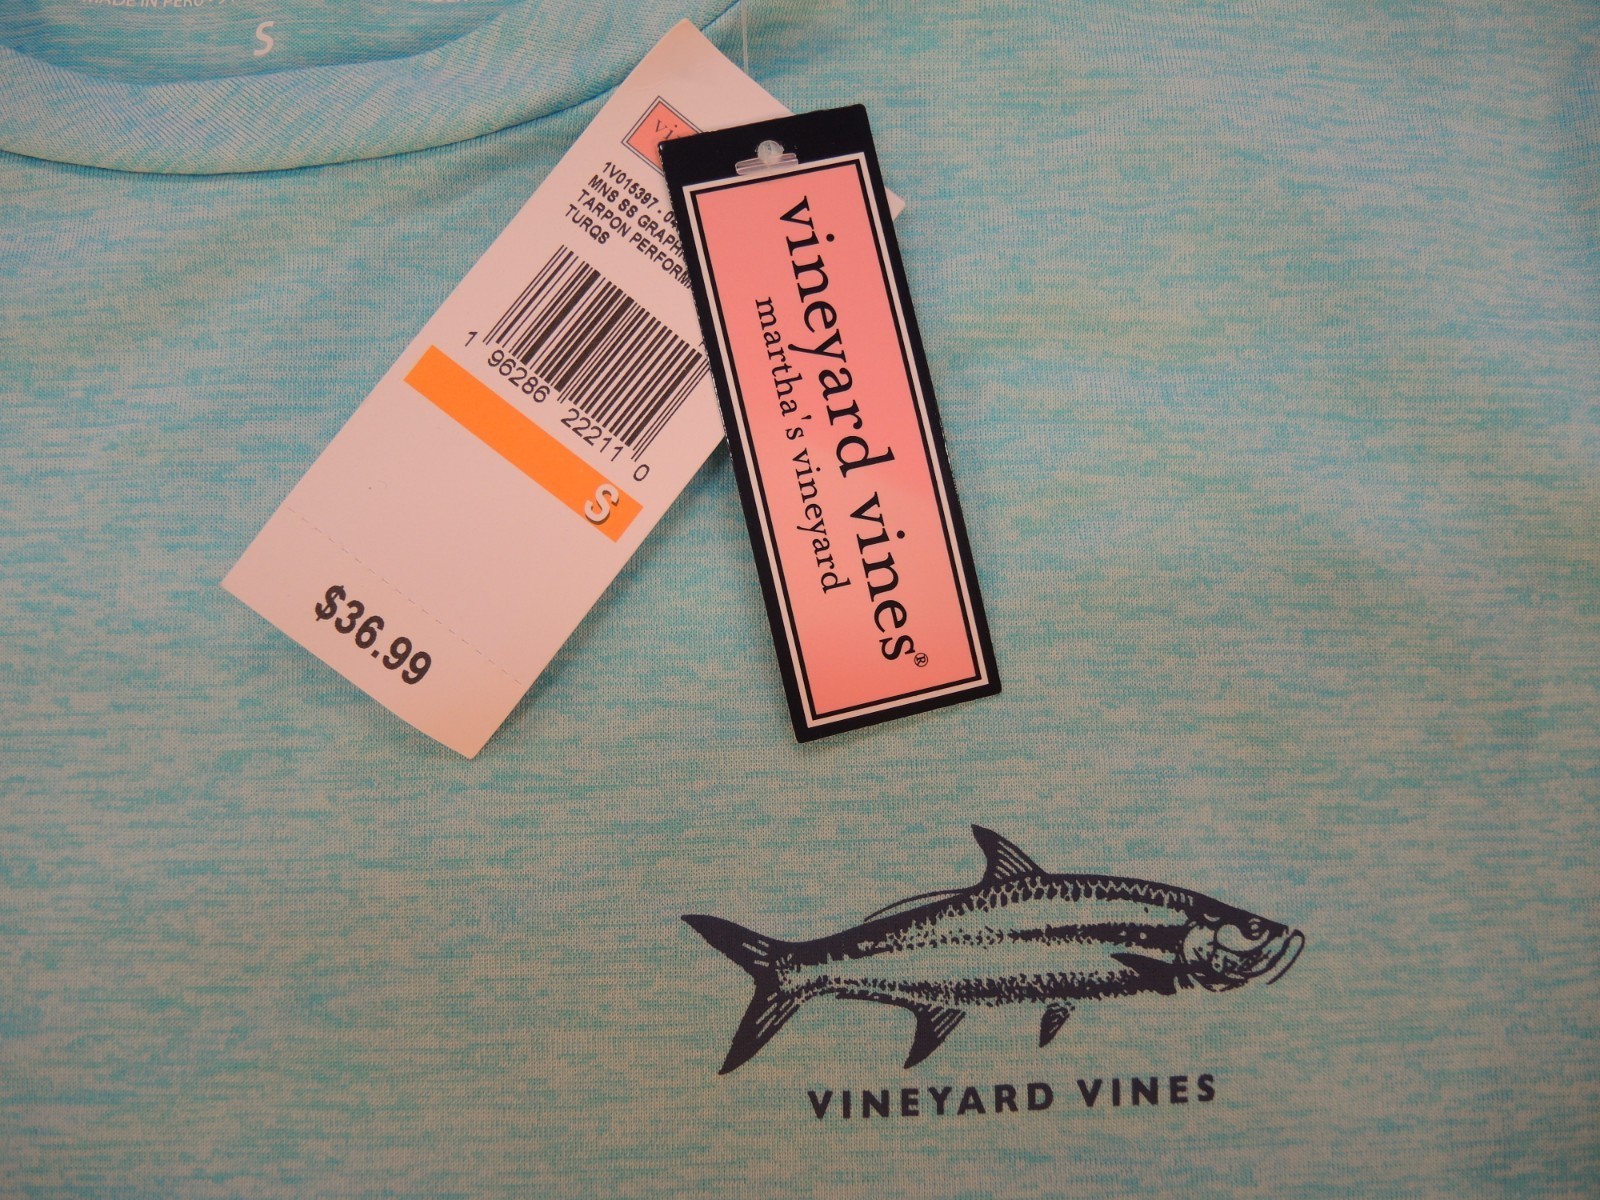 MADE IN PERU
S
1V015397 - 
MNS SS GRAPH
TARPON PERFORM
TURQS
1 96286 22211 0
S
$36.99
vineyard vines®
martha's vineyard
VINEYARD VINES